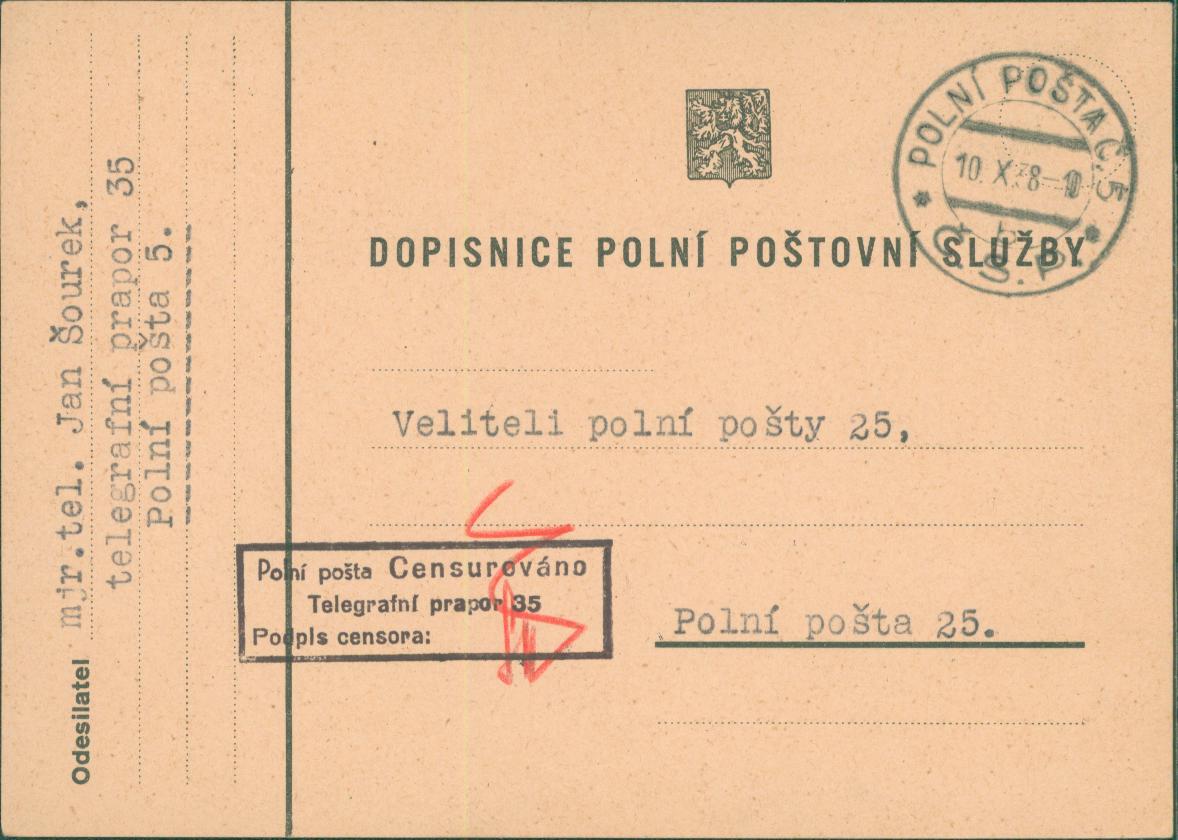 Odesilatel mjr.tel. Jan Šourek,
telegrafní prapor 35
Polní pošta 5.
POLNÍ POŠTA Č. 5
10 X 38-10
Č.S.P.
DOPISNICE POLNÍ POŠTOVNÍ SLUŽBY
Veliteli polní pošty 25,
Polní pošta Censurováno
Telegrafní prapor 35
Podpis censora:
Polní pošta 25.